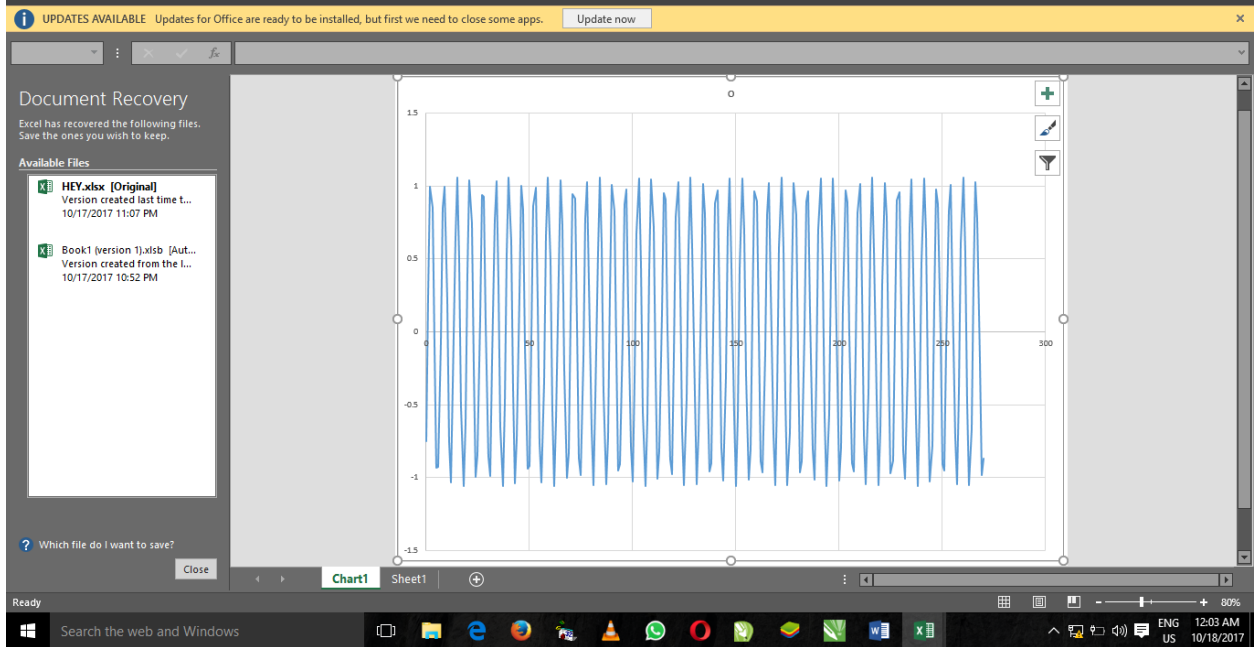 UPDATES AVAILABLE Updates for Office are ready to be installed, but first we need to close some apps. Update now
fx
Document Recovery
Excel has recovered the following files.
Save the ones you wish to keep.
Available Files
HEY.xlsx [Original]
Version created last time t...
10/17/2017 11:07 PM
Book1 (version 1).xlsb [Aut...
Version created from the l...
10/17/2017 10:52 PM
Which file do I want to save?
Close
o
1.5
1
0.5
0
-0.5
-1
-1.5
0 50 100 150 200 250 300
Chart1 Sheet1
Ready
80%
Search the web and Windows
ENG
US
12:03 AM
10/18/2017